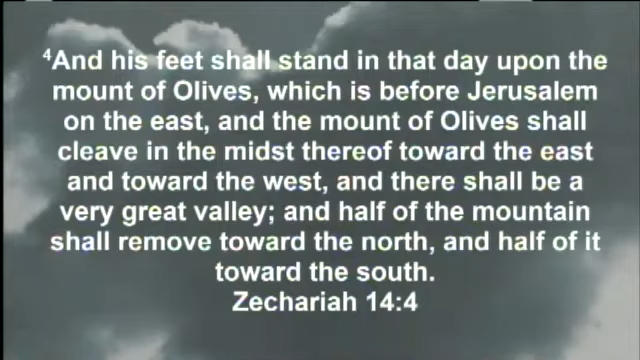 ⁴And his feet shall stand in that day upon the
mount of Olives, which is before Jerusalem
on the east, and the mount of Olives shall
cleave in the midst thereof toward the east
and toward the west, and there shall be a
very great valley; and half of the mountain
shall remove toward the north, and half of it
toward the south.
Zechariah 14:4